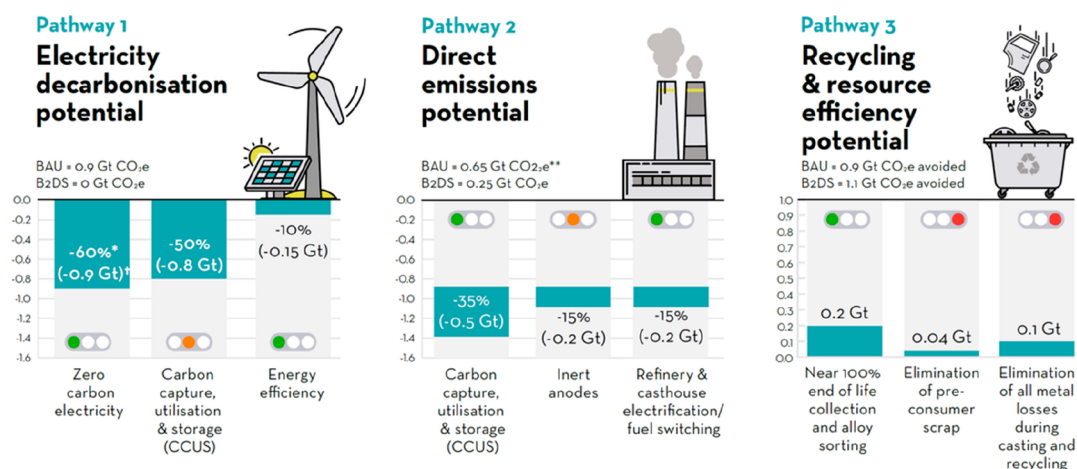 Pathway 1
Electricity
decarbonisation
potential
BAU = 0.9 Gt CO₂e
B2DS = 0 Gt CO₂e
0.0
-0.2
-0.4
-0.6
-0.8
-1.0
-1.2
-1.4
-1.6
-60%*
(-0.9 Gt)†
-50%
(-0.8 Gt)
-10%
(-0.15 Gt)
Zero
carbon
electricity
Carbon
capture,
utilisation
& storage
(CCUS)
Energy
efficiency
Pathway 2
Direct
emissions
potential
BAU = 0.65 Gt CO2₂e**
B2DS = 0.25 Gt CO₂e
0.0
-0.2
-0.4
-0.6
-0.8
-1.0
-1.2
-1.4
-1.6
-35%
(-0.5 Gt)
-15%
(-0.2 Gt)
-15%
(-0.2 Gt)
Carbon
capture,
utilisation
& storage
(CCUS)
Inert
anodes
Refinery &
casthouse
electrification/
fuel switching
Pathway 3
Recycling
& resource
efficiency
potential
BAU = 0.9 Gt CO₂e avoided
B2DS = 1.1 Gt CO₂e avoided
1.0
0.9
0.8
0.7
0.6
0.5
0.4
0.3
0.2
0.1
0.0
0.2 Gt
0.04 Gt
0.1 Gt
Near 100%
end of life
collection
and alloy
sorting
Elimination
of pre-
consumer
scrap
Elimination
of all metal
losses
during
casting and
recycling